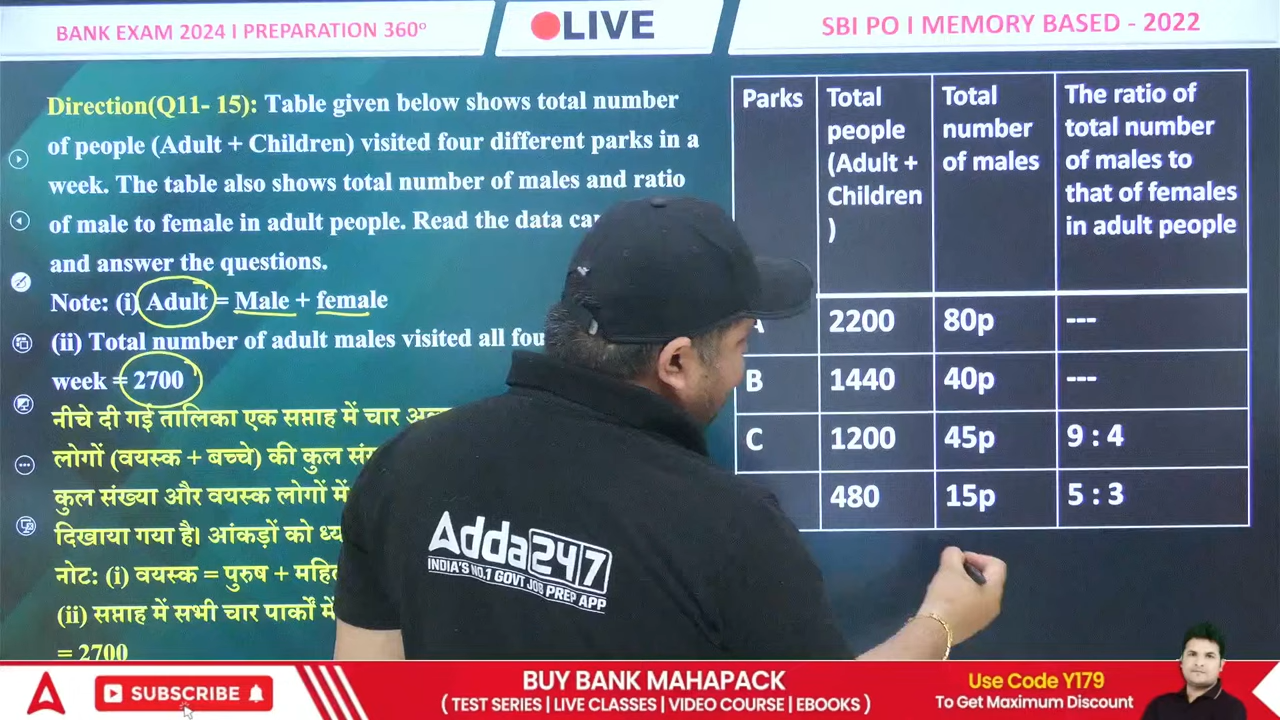 BANK EXAM 2024 I PREPARATION 360°
LIVE
SBI PO I MEMORY BASED - 2022
Direction(Q11- 15): Table given below shows total number
of people (Adult + Children) visited four different parks in a
week. The table also shows total number of males and ratio
of male to female in adult people. Read the data
and answer the questions.
Note: (i) Adult = Male + female
(ii) Total number of adult males visited all
week = 2700
नीचे दी गई तालिका एक सप्ताह में चार
लोगों (वयस्क + बच्चे) की कुल
कुल संख्या और वयस्क लोगों में
दिखाया गया है। आंकड़ों को
नोट: (i) वयस्क = पुरुष +
(ii) सप्ताह में सभी चार पार्कों में
= 2700
Parks
Total
people
(Adult +
Children
)
Total
number
of males
The ratio of
total number
of males to
that of females
in adult people
2200 80p ---
B 1440 40p ---
C 1200 45p 9 : 4
480 15p 5 : 3
Adda247
INDIA'S NO.1 GOVT JOB PREP APP
SUBSCRIBE
BUY BANK MAHAPACK
( TEST SERIES | LIVE CLASSES | VIDEO COURSE | EBOOKS )
Use Code Y179
To Get Maximum Discount